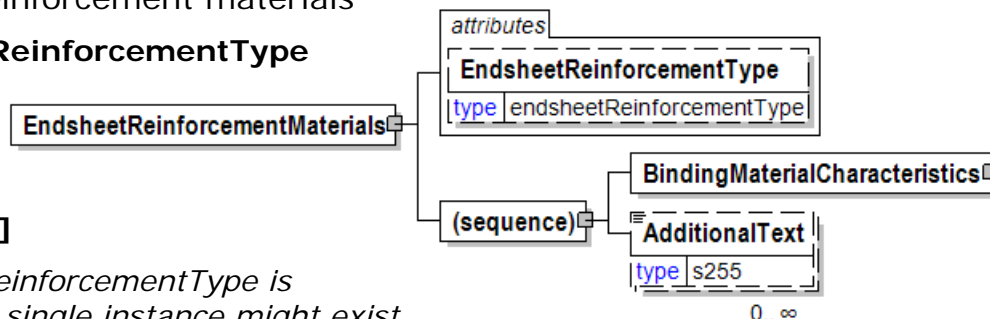 inforcement materials
ReinforcementType
]
einforcementType is
single instance might exist
attributes
EndsheetReinforcementType
type endsheetReinforcementType
EndsheetReinforcementMaterials
BindingMaterialCharacteristics
(sequence)
AdditionalText
type s255
0..∞